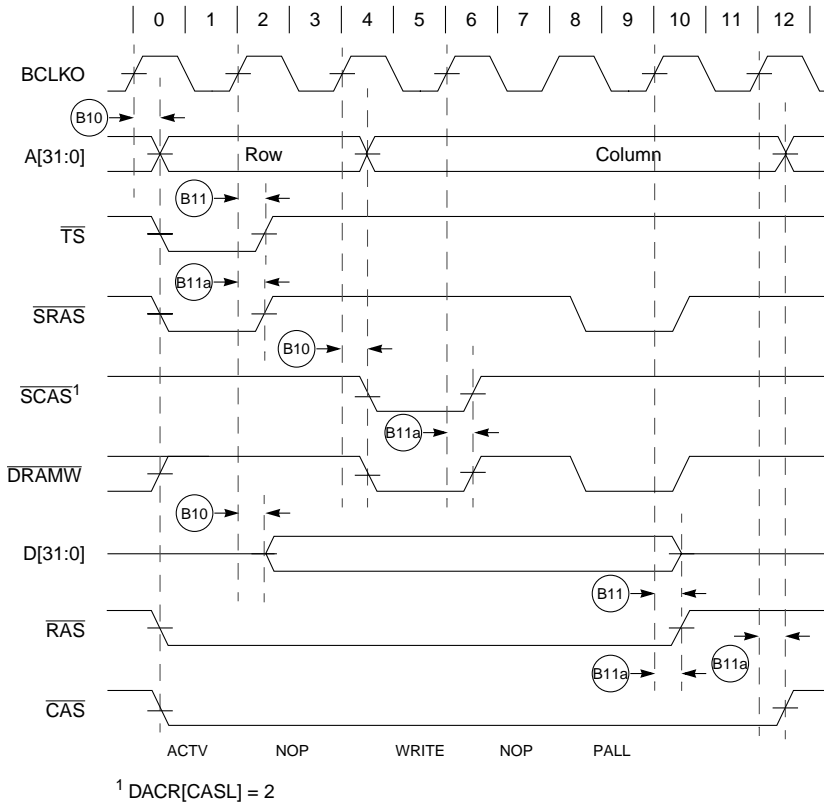 0 1 2 3 4 5 6 7 8 9 10 11 12
BCLKO
B10
A[31:0] Row Column
B11
TS
B11a
SRAS
B10
SCAS1
B11a
DRAMW
B10
D[31:0]
B11
RAS
B11a B11a
CAS
ACTV NOP WRITE NOP PALL
1 DACR[CASL] = 2